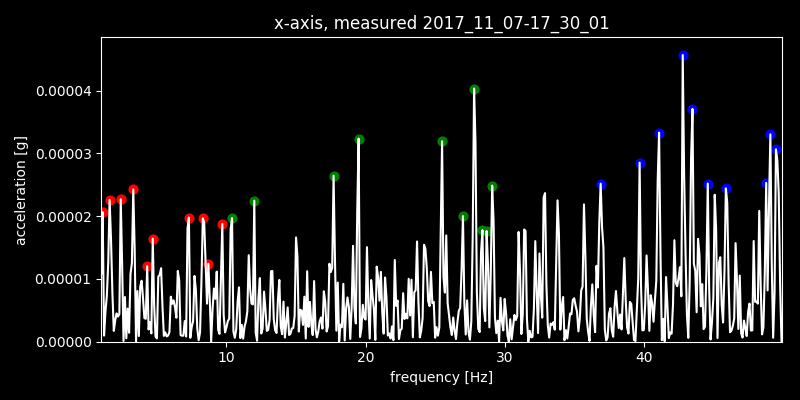 x-axis, measured 2017_11_07-17_30_01
acceleration [g]
0.00004
0.00003
0.00002
0.00001
0.00000
10 20 30 40
frequency [Hz]